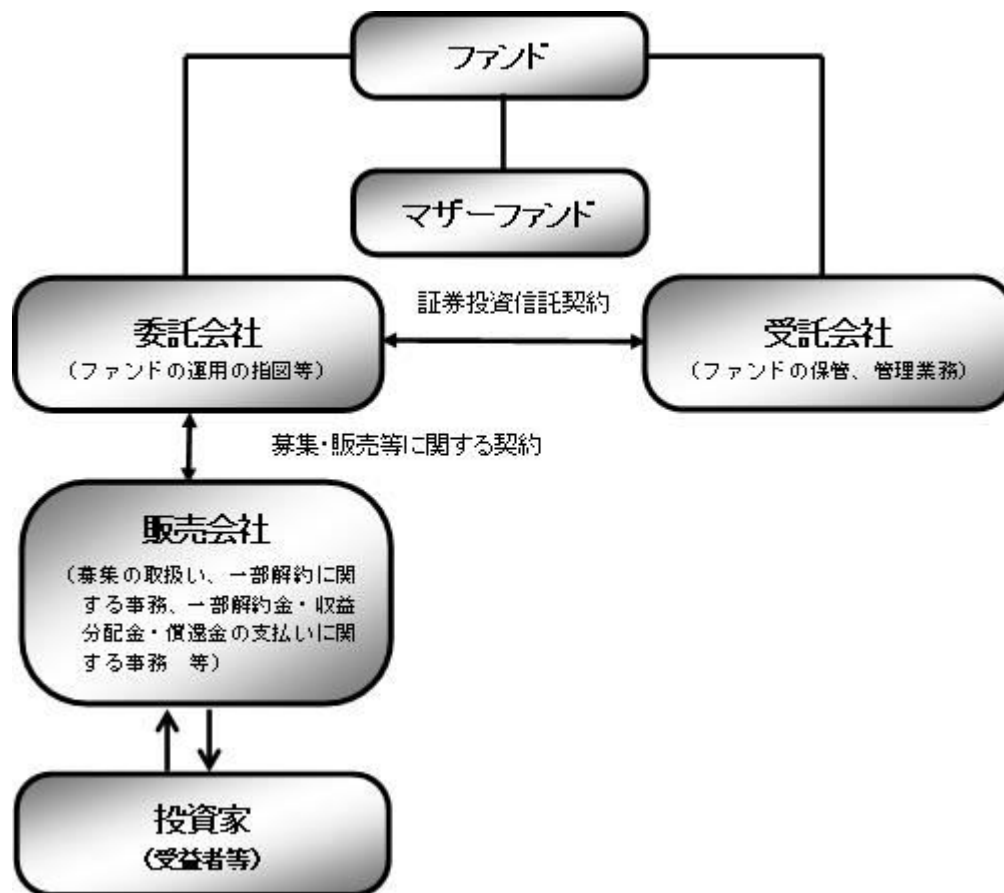 ファンド
マザーファンド
証券投資信託契約
委託会社
（ファンドの運用の指図等）
受託会社
（ファンドの保管、管理業務）
募集・販売等に関する契約
販売会社
（募集の取扱い、一部解約に関
する事務、一部解約金・収益
分配金・償還金の支払いに関
する事務　等）
投資家
（受益者等）